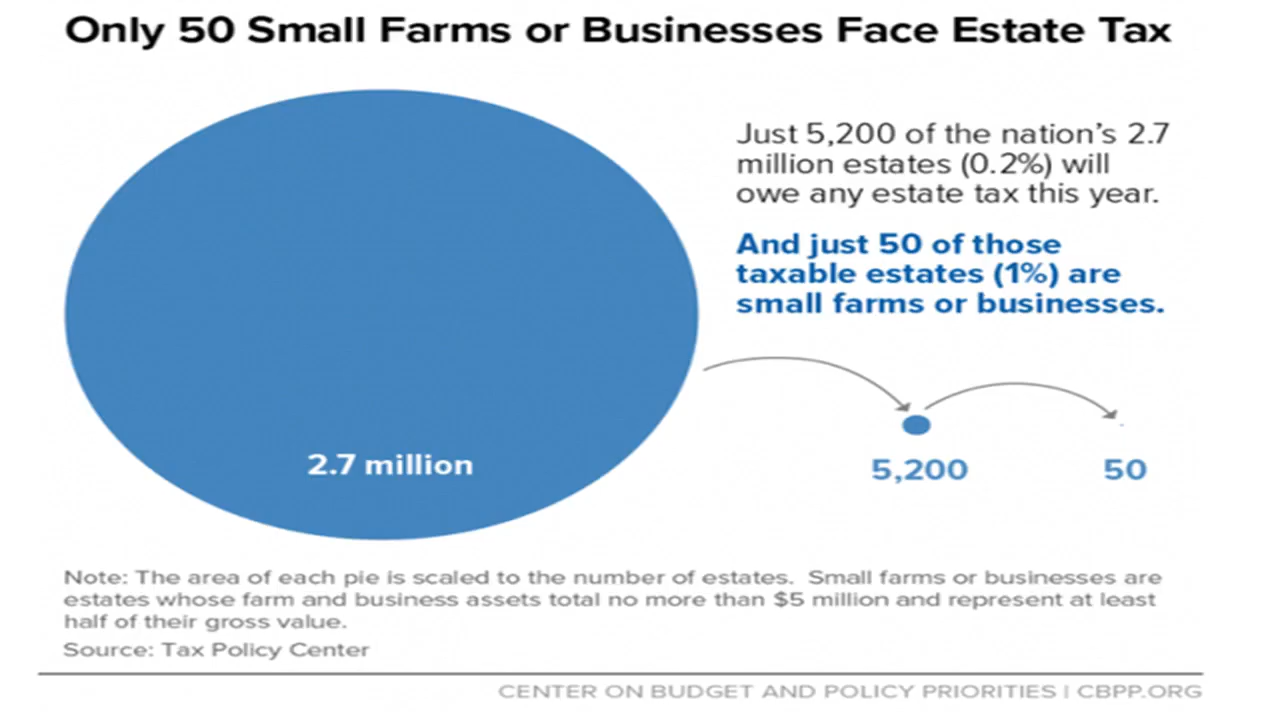 Only 50 Small Farms or Businesses Face Estate Tax
Just 5,200 of the nation’s 2.7
million estates (0.2%) will
owe any estate tax this year.
And just 50 of those
taxable estates (1%) are
small farms or businesses.
2.7 million
5,200
50
Note: The area of each pie is scaled to the number of estates.  Small farms or businesses are
estates whose farm and business assets total no more than $5 million and represent at least
half of their gross value.
Source: Tax Policy Center
CENTER ON BUDGET AND POLICY PRIORITIES | CBPP.ORG